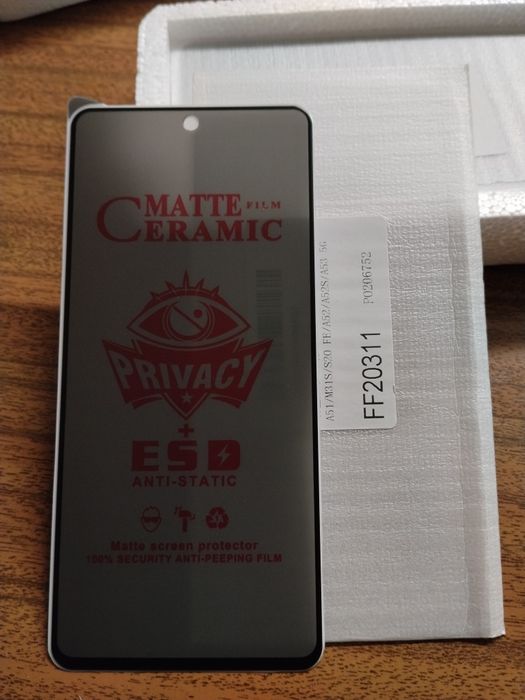 MATTE FILM
CERAMIC
PRIVACY
+
ESD
ANTI-STATIC
Matte screen protector
100% SECURITY ANTI-PEEPING FILM
A51/M31S/S20 FE/A52/A52S/A53 5G
FF20311
P0206752